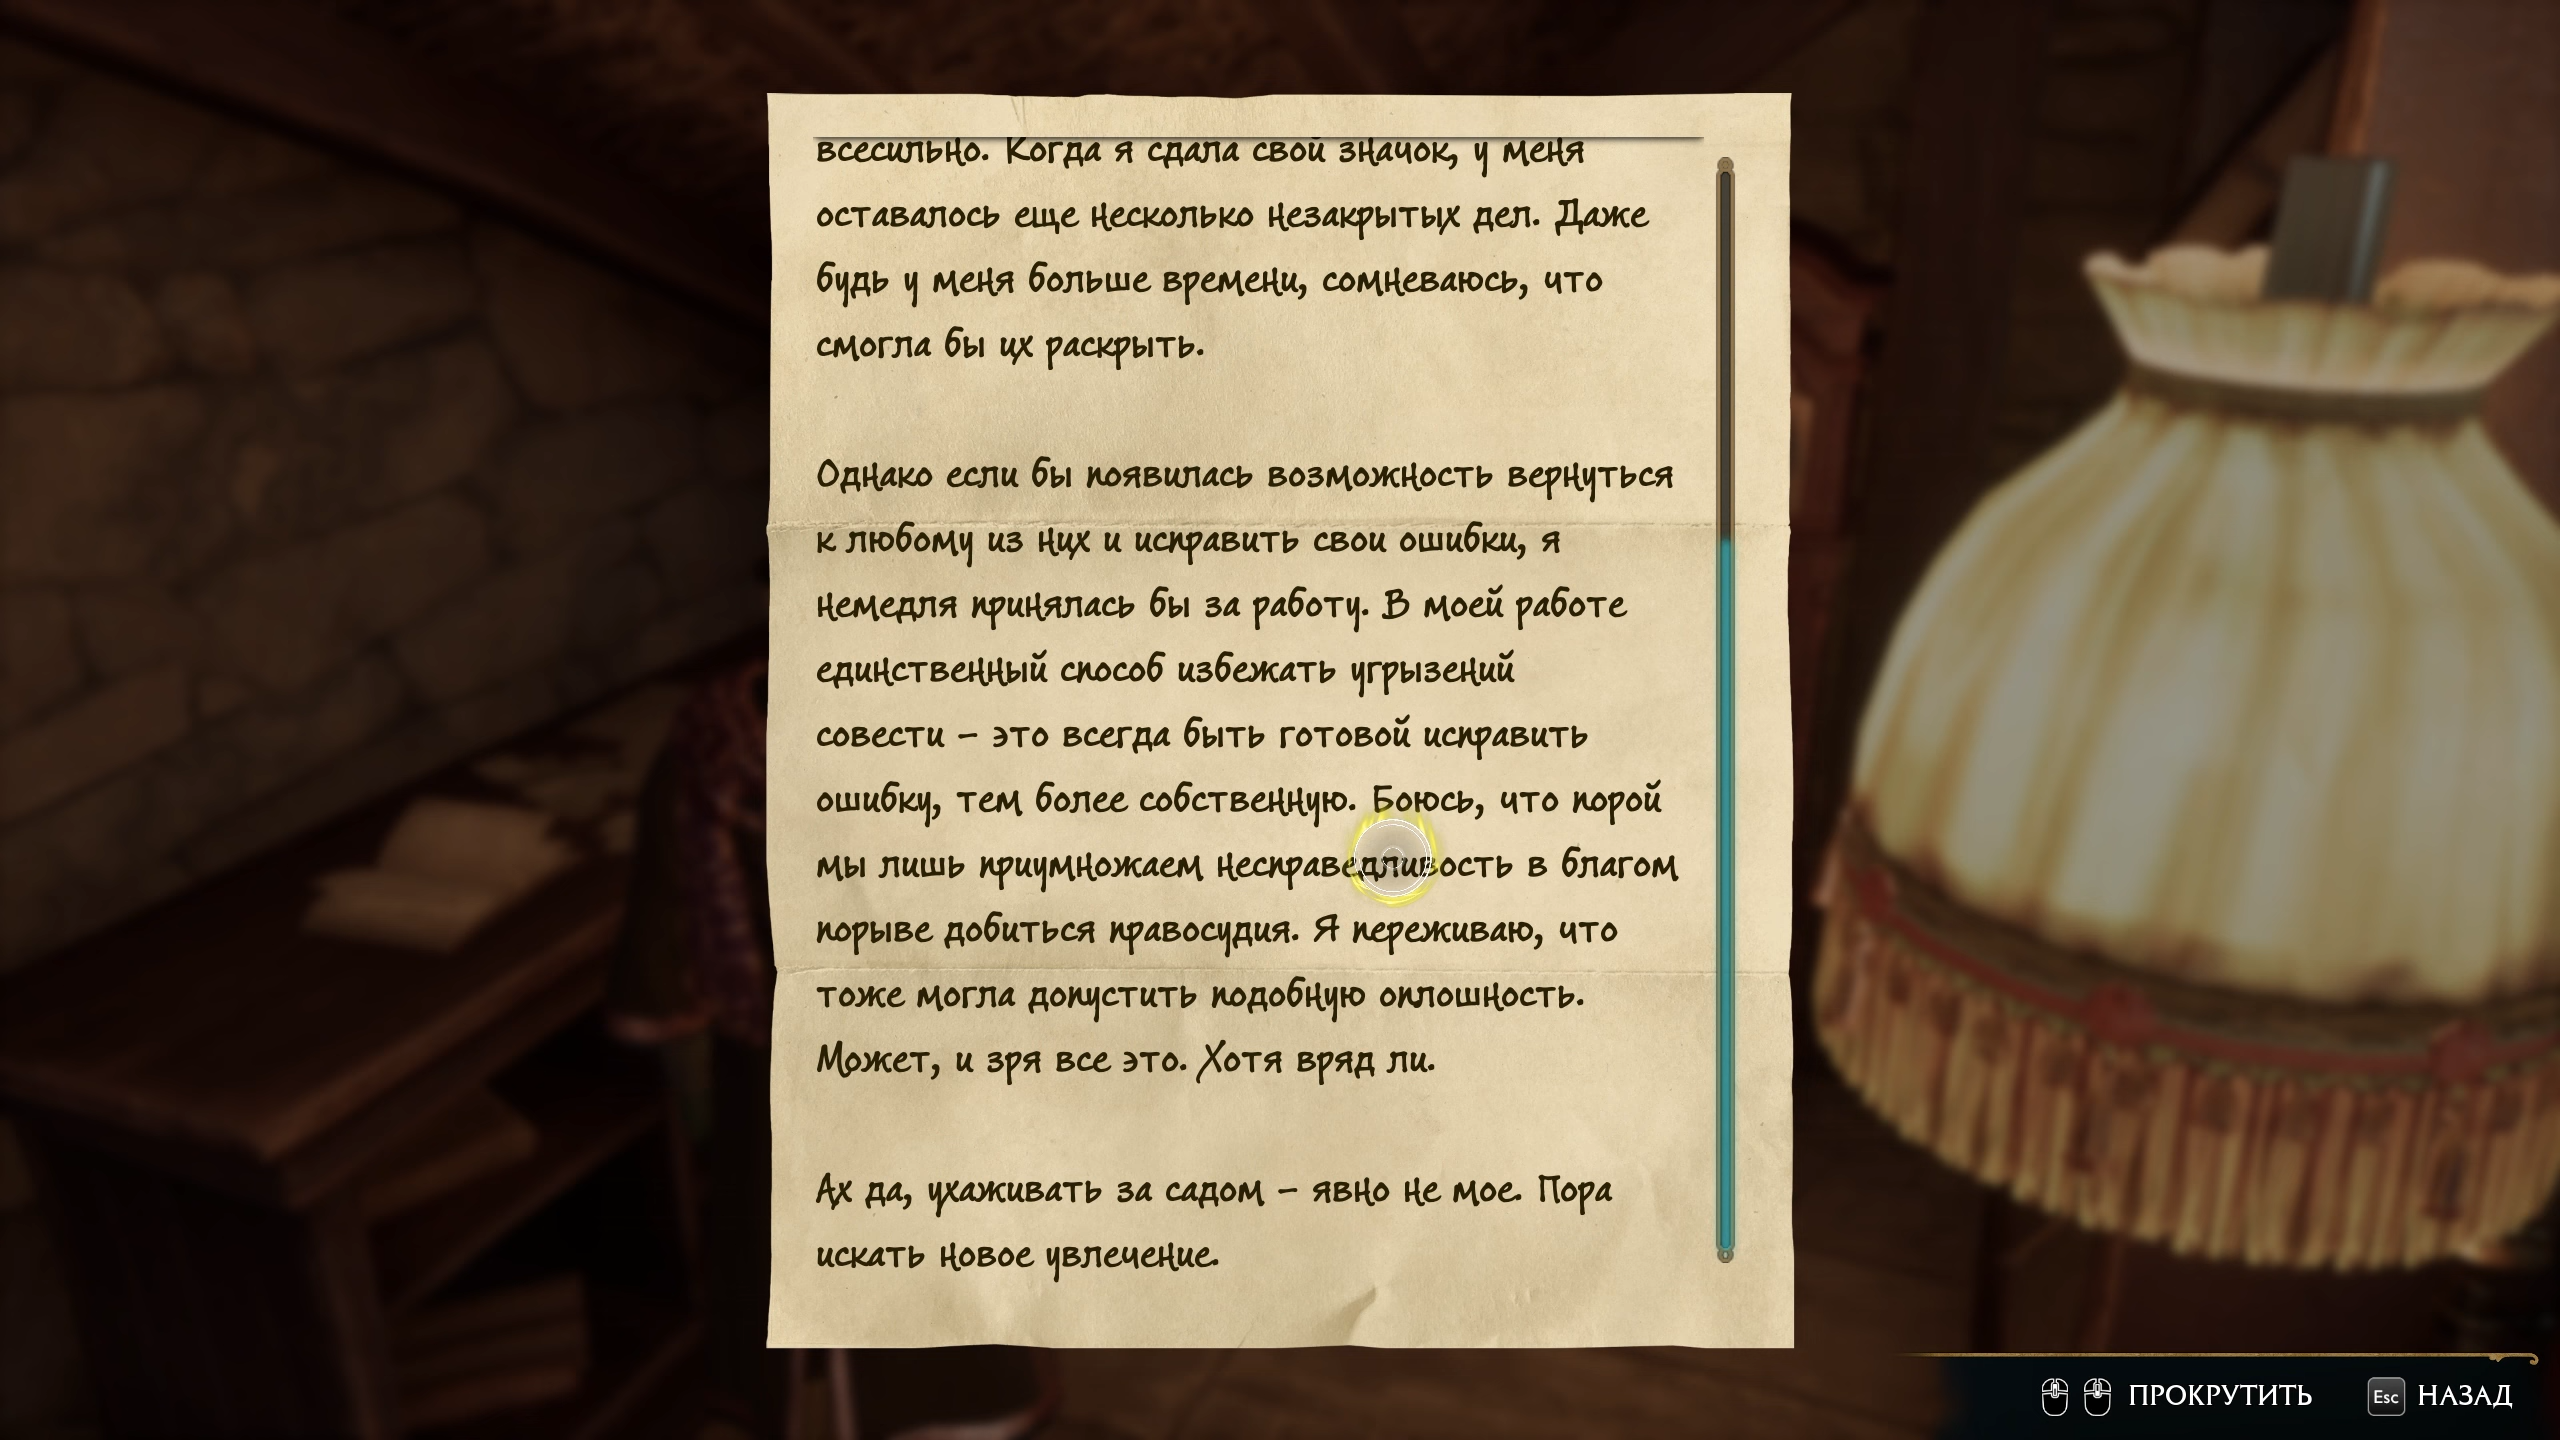 всесильно. Когда я сдала свой значок, у меня
оставалось еще несколько незакрытых дел. Даже
будь у меня больше времени, сомневаюсь, что
смогла бы их раскрыть.
Однако если бы появилась возможность вернуться
к любому из них и исправить свои ошибки, я
немедля принялась бы за работу. В моей работе
единственный способ избежать угрызений
совести – это всегда быть готовой исправить
ошибку, тем более собственную. Боюсь, что порой
мы лишь приумножаем несправедливость в благом
порыве добиться правосудия. Я переживаю, что
тоже могла допустить подобную оплошность.
Может, и зря все это. Хотя вряд ли.
Ах да, ухаживать за садом – явно не мое. Пора
искать новое увлечение.
ПРОКРУТИТЬ Esc НАЗАД